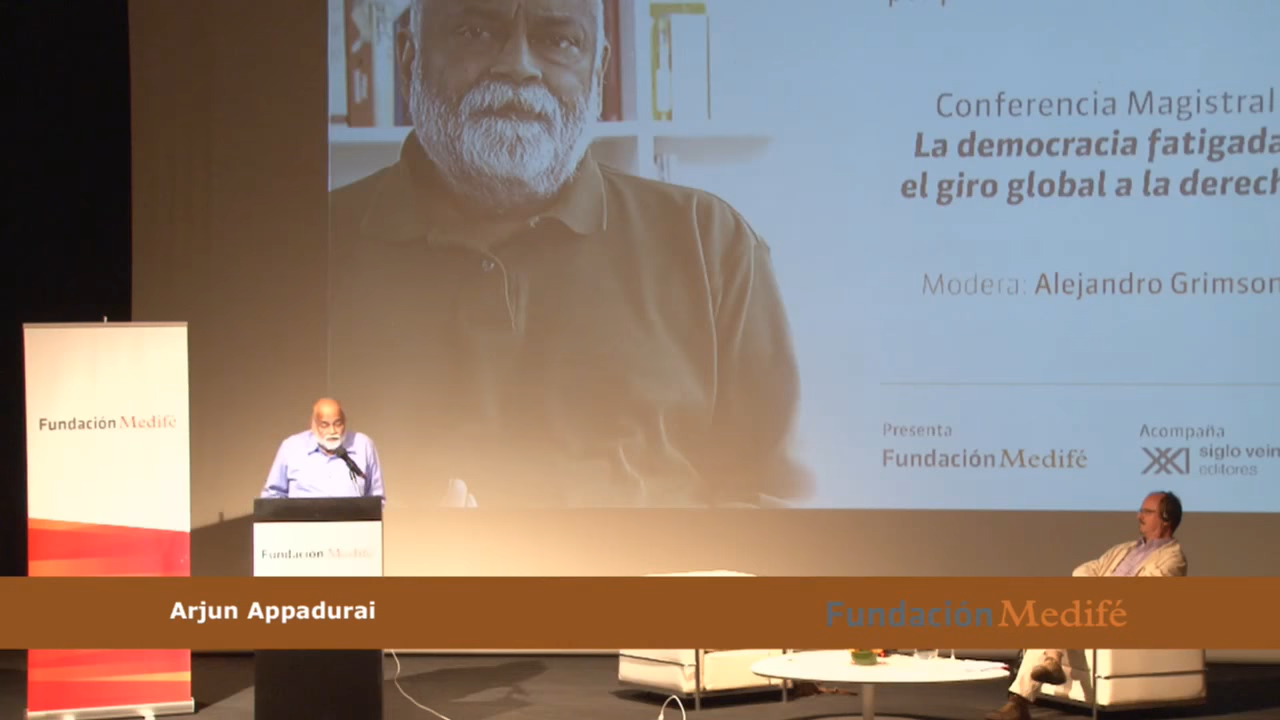 Conferencia Magistral
La democracia fatigada
el giro global a la derech
Modera: Alejandro Grimson
Presenta
Fundación Medifé
Acompaña
siglo vein
editores
Fundación Medifé
Fundación Medifé
Arjun Appadurai
Fundación Medifé